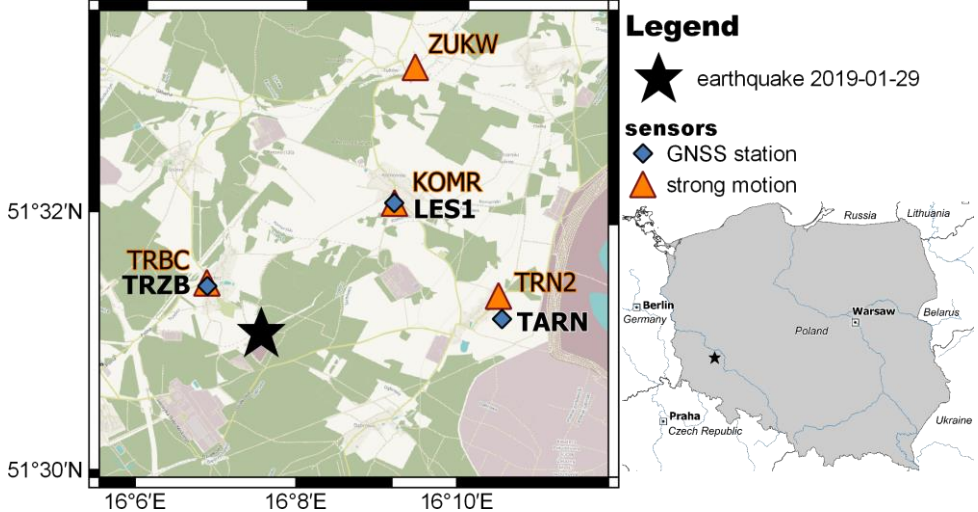 ZUKW
KOMR
LES1
TRBC
TRZB
TRN2
TARN
51°32'N
51°30'N
16°6'E
16°8'E
16°10'E
Legend
earthquake 2019-01-29
sensors
GNSS station
strong motion
Russia
Lithuania
Berlin
Germany
Warsaw
Poland
Belarus
Praha
Czech Republic
Ukraine